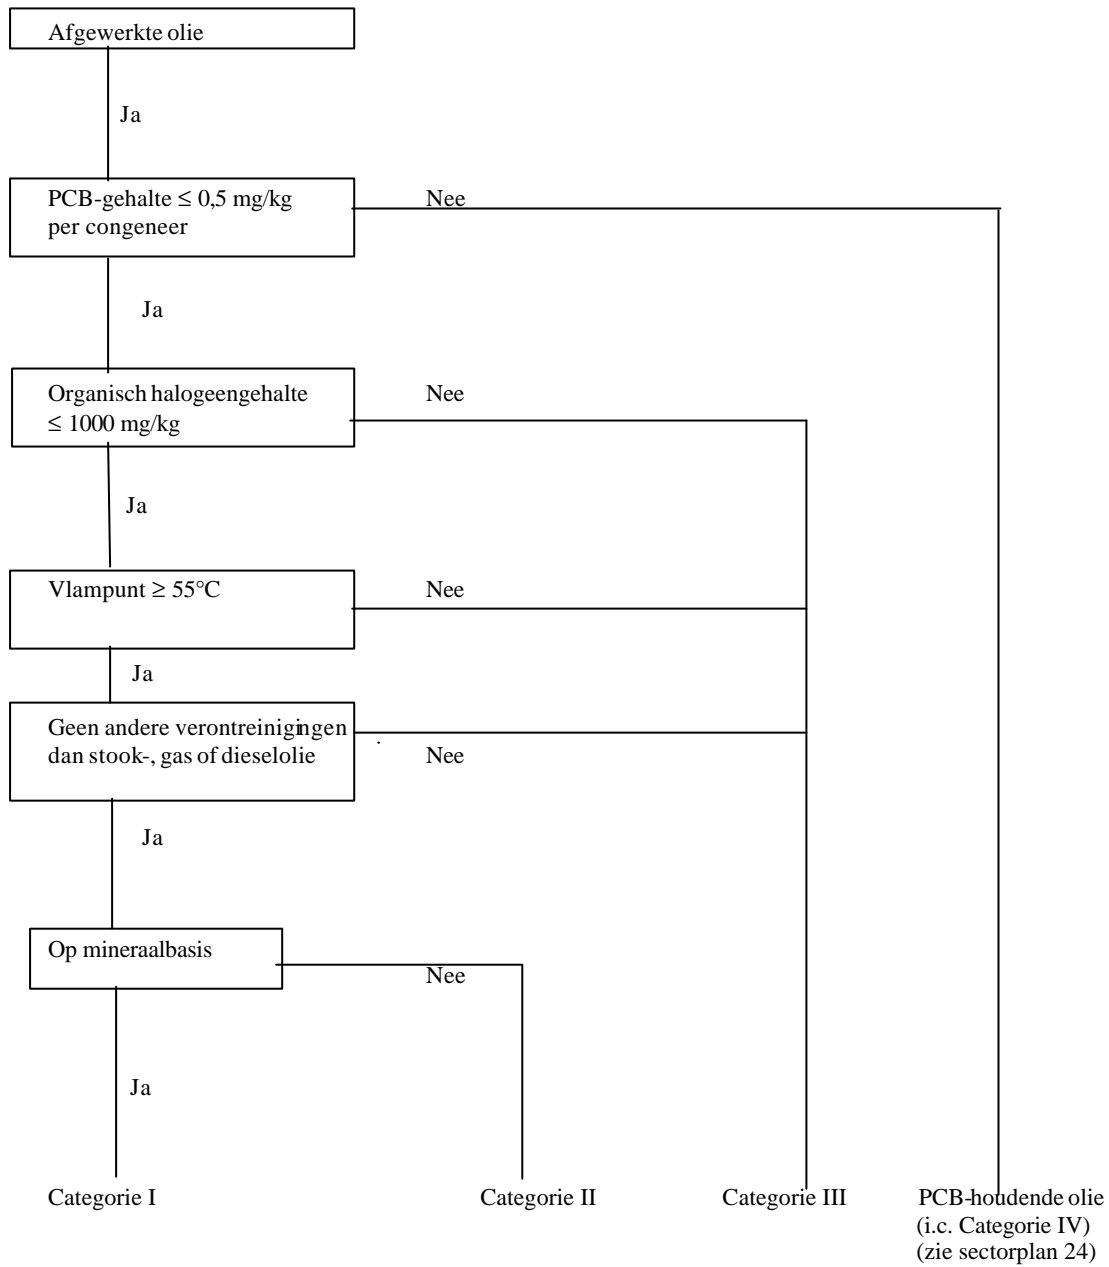 Afgewerkte olie
Ja
PCB-gehalte ≤ 0,5 mg/kg
per congeneer
Nee
Ja
Organisch halogeengehalte
≤ 1000 mg/kg
Nee
Ja
Vlampunt ≥ 55°C
Nee
Ja
Geen andere verontreinigingen
dan stook-, gas of dieselolie
Nee
Ja
Op mineraalbasis
Nee
Ja
Categorie I
Categorie II
Categorie III
PCB-houdende olie
(i.c. Categorie IV)
(zie sectorplan 24)